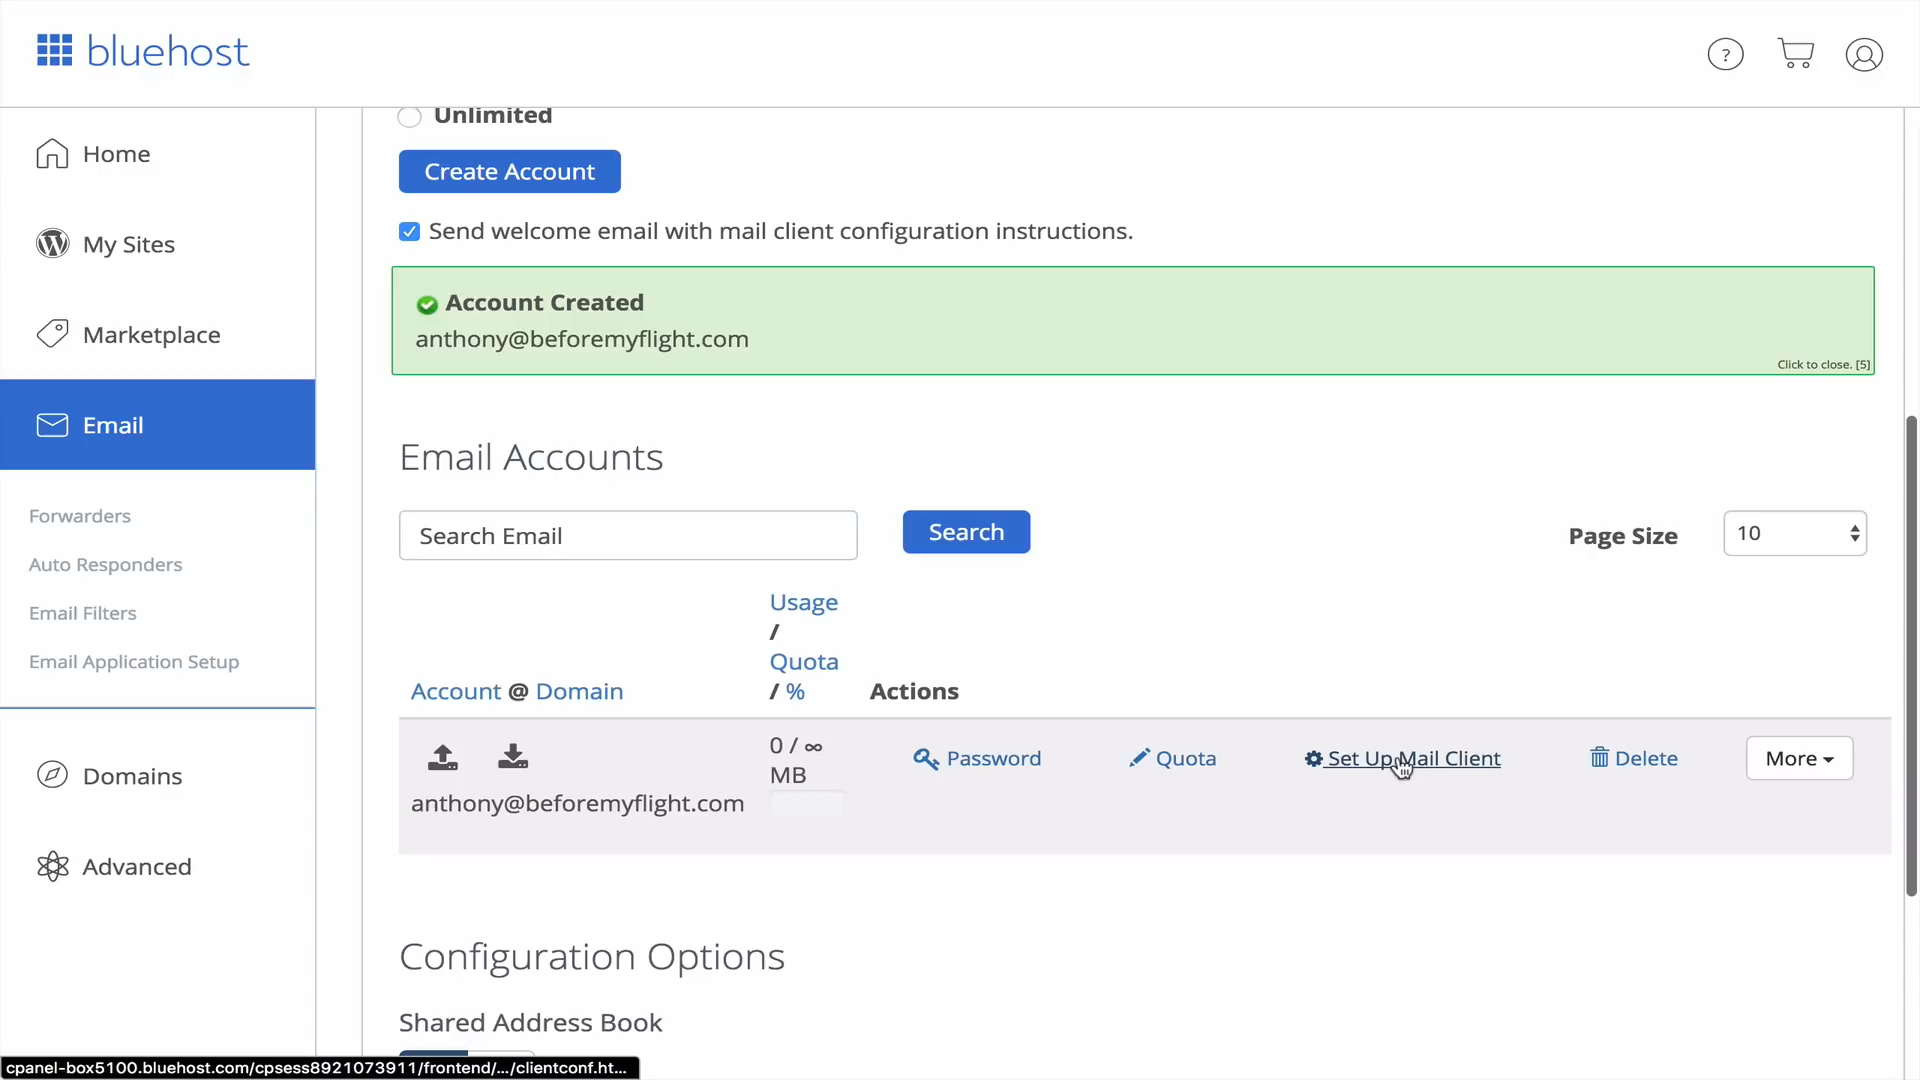 bluehost
?
Unlimited
Home
Create Account
My Sites
Send welcome email with mail client configuration instructions.
Account Created
anthony@beforemyflight.com
Click to close. [5]
Marketplace
Email
Email Accounts
Forwarders
Search Email
Search
Page Size
10
Auto Responders
Email Filters
Email Application Setup
Usage
/
Quota
/ %
Account @ Domain
Actions
0 / ∞
MB
Password
Quota
Set Up Mail Client
Delete
More
anthony@beforemyflight.com
Domains
Advanced
Configuration Options
Shared Address Book
cpanel-box5100.bluehost.com/cpsess8921073911/frontend/.../clientconf.ht...